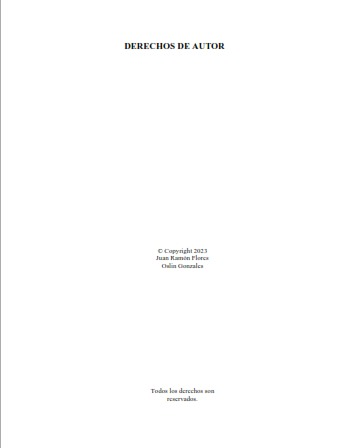 DERECHOS DE AUTOR
© Copyright 2023
Juan Ramón Flores
Oslin Gonzales
Todos los derechos son
reservados.